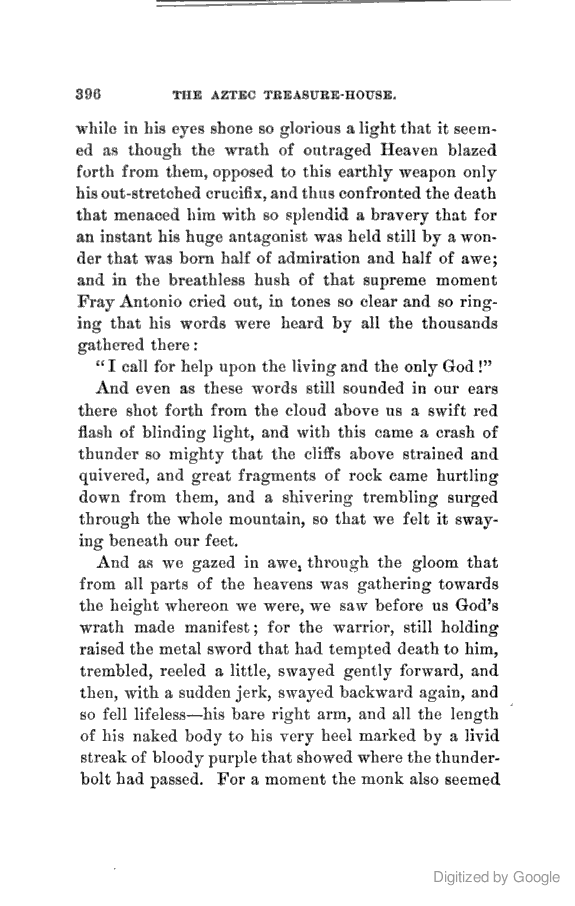 396 THE AZTEC TREASURE-HOUSE.
while in his eyes shone so glorious a light that it seem-
ed as though the wrath of outraged Heaven blazed
forth from them, opposed to this earthly weapon only
his out-stretched crucifix, and thus confronted the death
that menaced him with so splendid a bravery that for
an instant his huge antagonist was held still by a won-
der that was born half of admiration and half of awe;
and in the breathless hush of that supreme moment
Fray Antonio cried out, in tones so clear and so ring-
ing that his words were heard by all the thousands
gathered there :
“I call for help upon the living and the only God !”
And even as these words still sounded in our ears
there shot forth from the cloud above us a swift red
flash of blinding light, and with this came a crash of
thunder so mighty that the cliffs above strained and
quivered, and great fragments of rock came hurtling
down from them, and a shivering trembling surged
through the whole mountain, so that we felt it sway-
ing beneath our feet.
And as we gazed in awe, through the gloom that
from all parts of the heavens was gathering towards
the height whereon we were, we saw before us God’s
wrath made manifest; for the warrior, still holding
raised the metal sword that had tempted death to him,
trembled, reeled a little, swayed gently forward, and
then, with a sudden jerk, swayed backward again, and
so fell lifeless—his bare right arm, and all the length
of his naked body to his very heel marked by a livid
streak of bloody purple that showed where the thunder-
bolt had passed. For a moment the monk also seemed
Digitized by Google